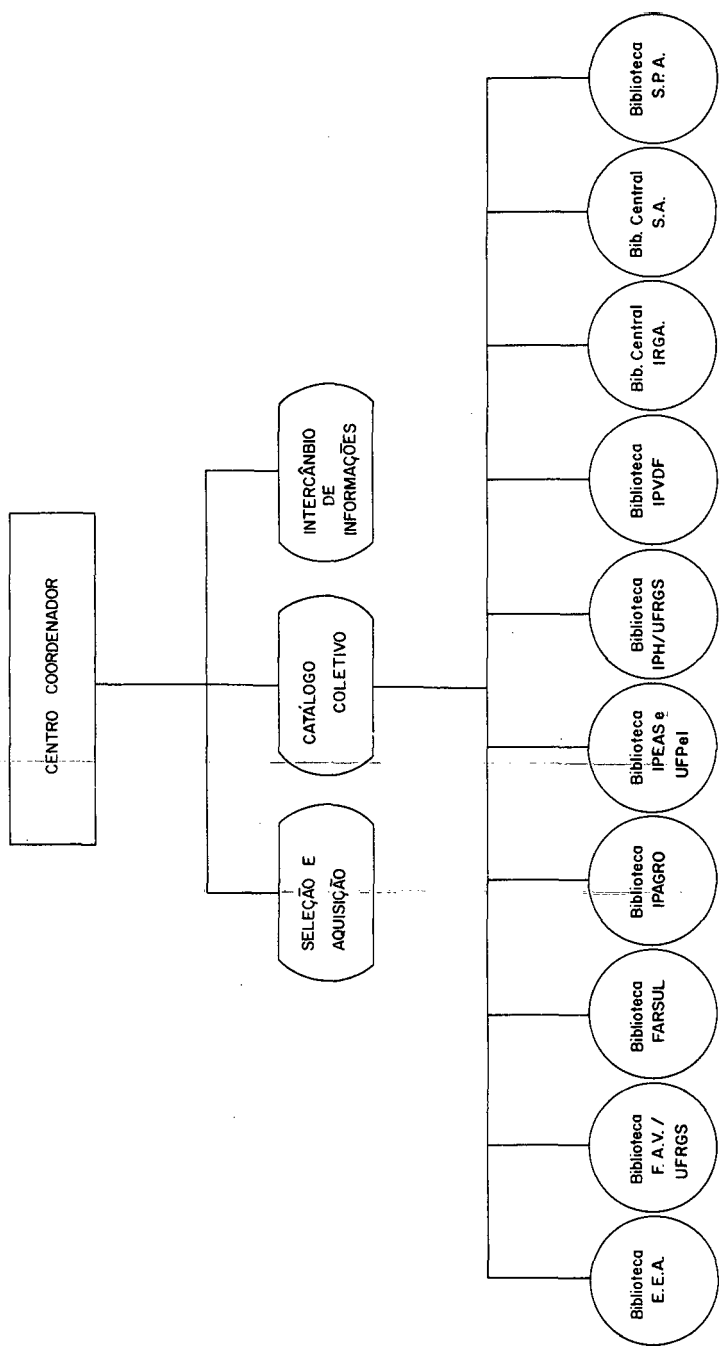 CENTRO COORDENADOR
SELEÇÃO E
AQUISIÇÃO
CATÁLOGO
COLETIVO
INTERCÂMBIO
DE
INFORMAÇÕES
Biblioteca
E.E.A.
Biblioteca
F. A.V. /
UFRGS
Biblioteca
FARSUL
Biblioteca
IPAGRO
Biblioteca
IPEAS e
UFPel
Biblioteca
IPH/UFRGS
Biblioteca
IPVDF
Bib. Central
IRGA.
Bib. Central
S.A.
Biblioteca
S.P.A.